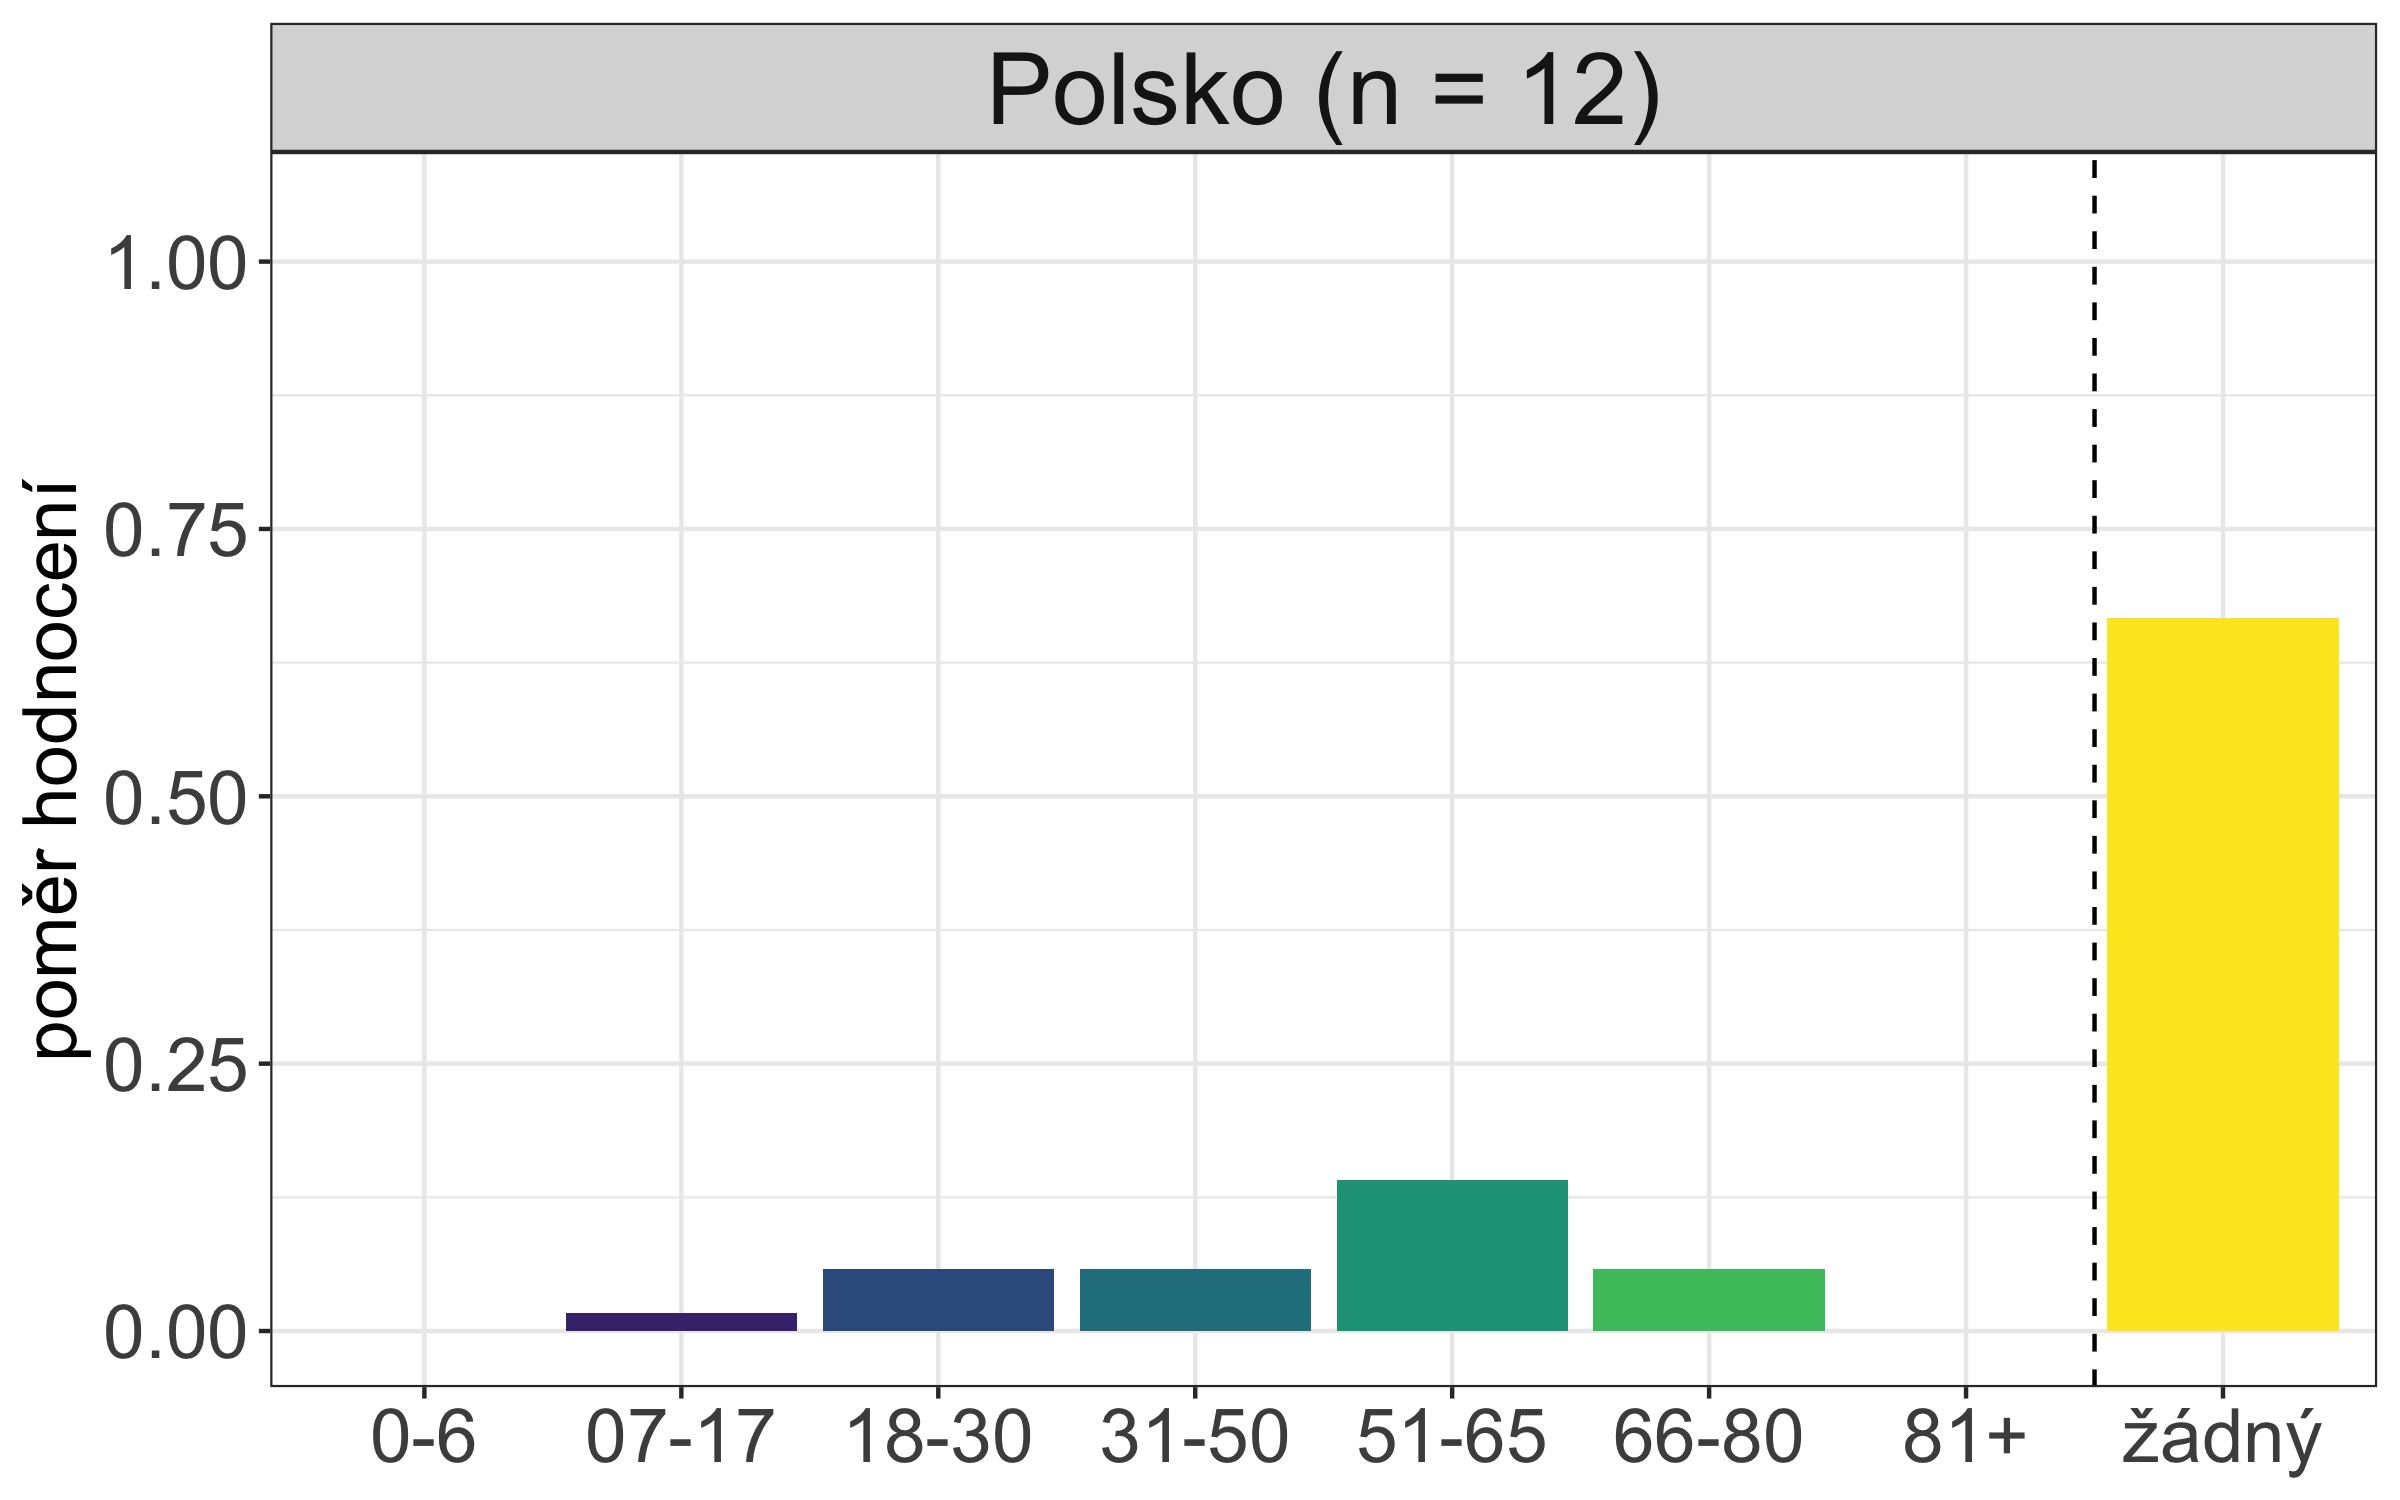 Polsko (n = 12)
poměr hodnocení
1.00
0.75
0.50
0.25
0.00
0-6 07-17 18-30 31-50 51-65 66-80 81+ žádný